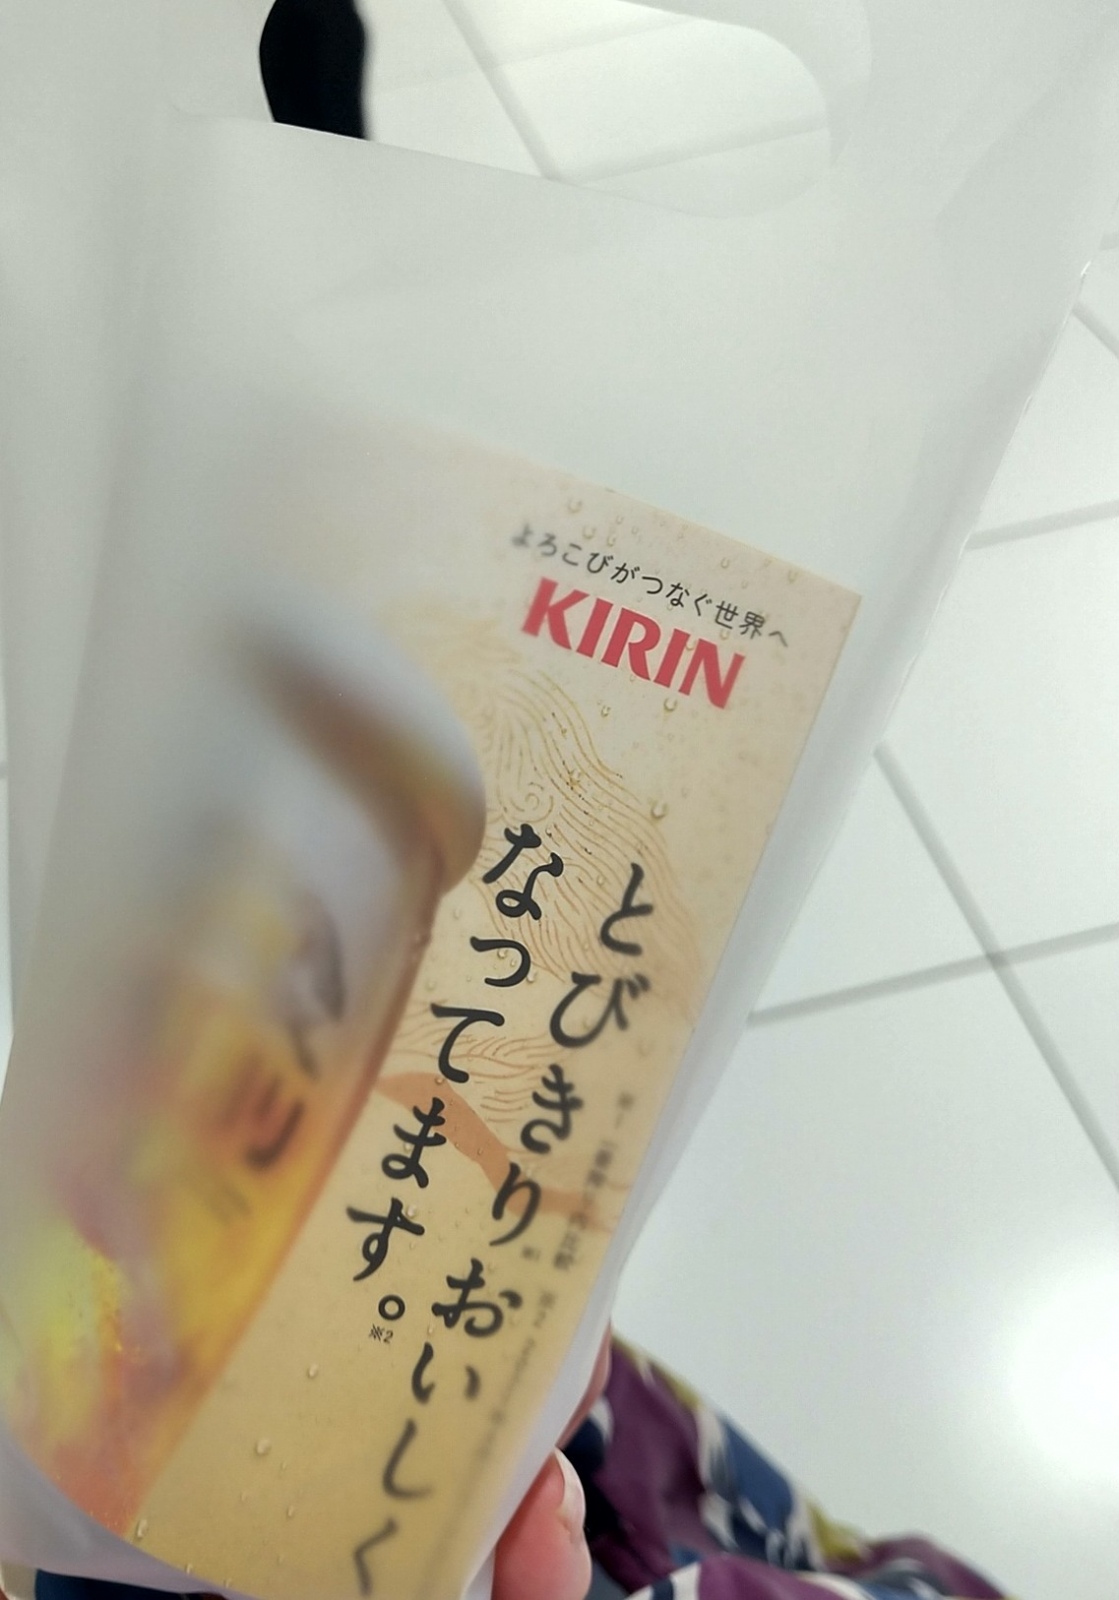 よろこびがつなぐ世界へ
KIRIN
とびきりおいしく
なってます。
※2